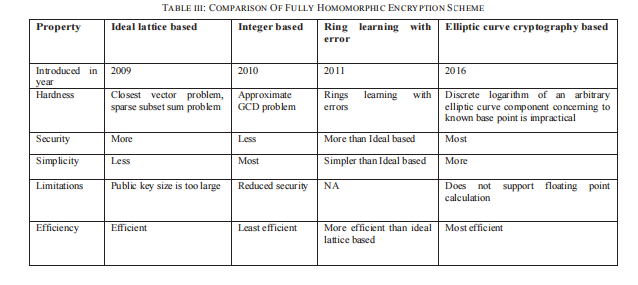 TABLE III: COMPARISON OF FULLY HOMOMORPHIC ENCRYPTION SCHEME
Property Ideal lattice based Integer based Ring learning with Elliptic curve cryptography based
error
Introduced in 2009 2010 2011 2016
year
Hardness Closest vector problem, Approximate Rings learning with Discrete logarithm of an arbitrary
sparse subset sum problem GCD problem errors elliptic curve component concerning to
known base point is impractical
Security More Less More than Ideal based Most
Simplicity Less Most Simpler than Ideal based More
Limitations Public key size is too large Reduced security NA Does not support floating point
calculation
Efficiency Efficient Least efficient More efficient than ideal Most efficient
lattice based